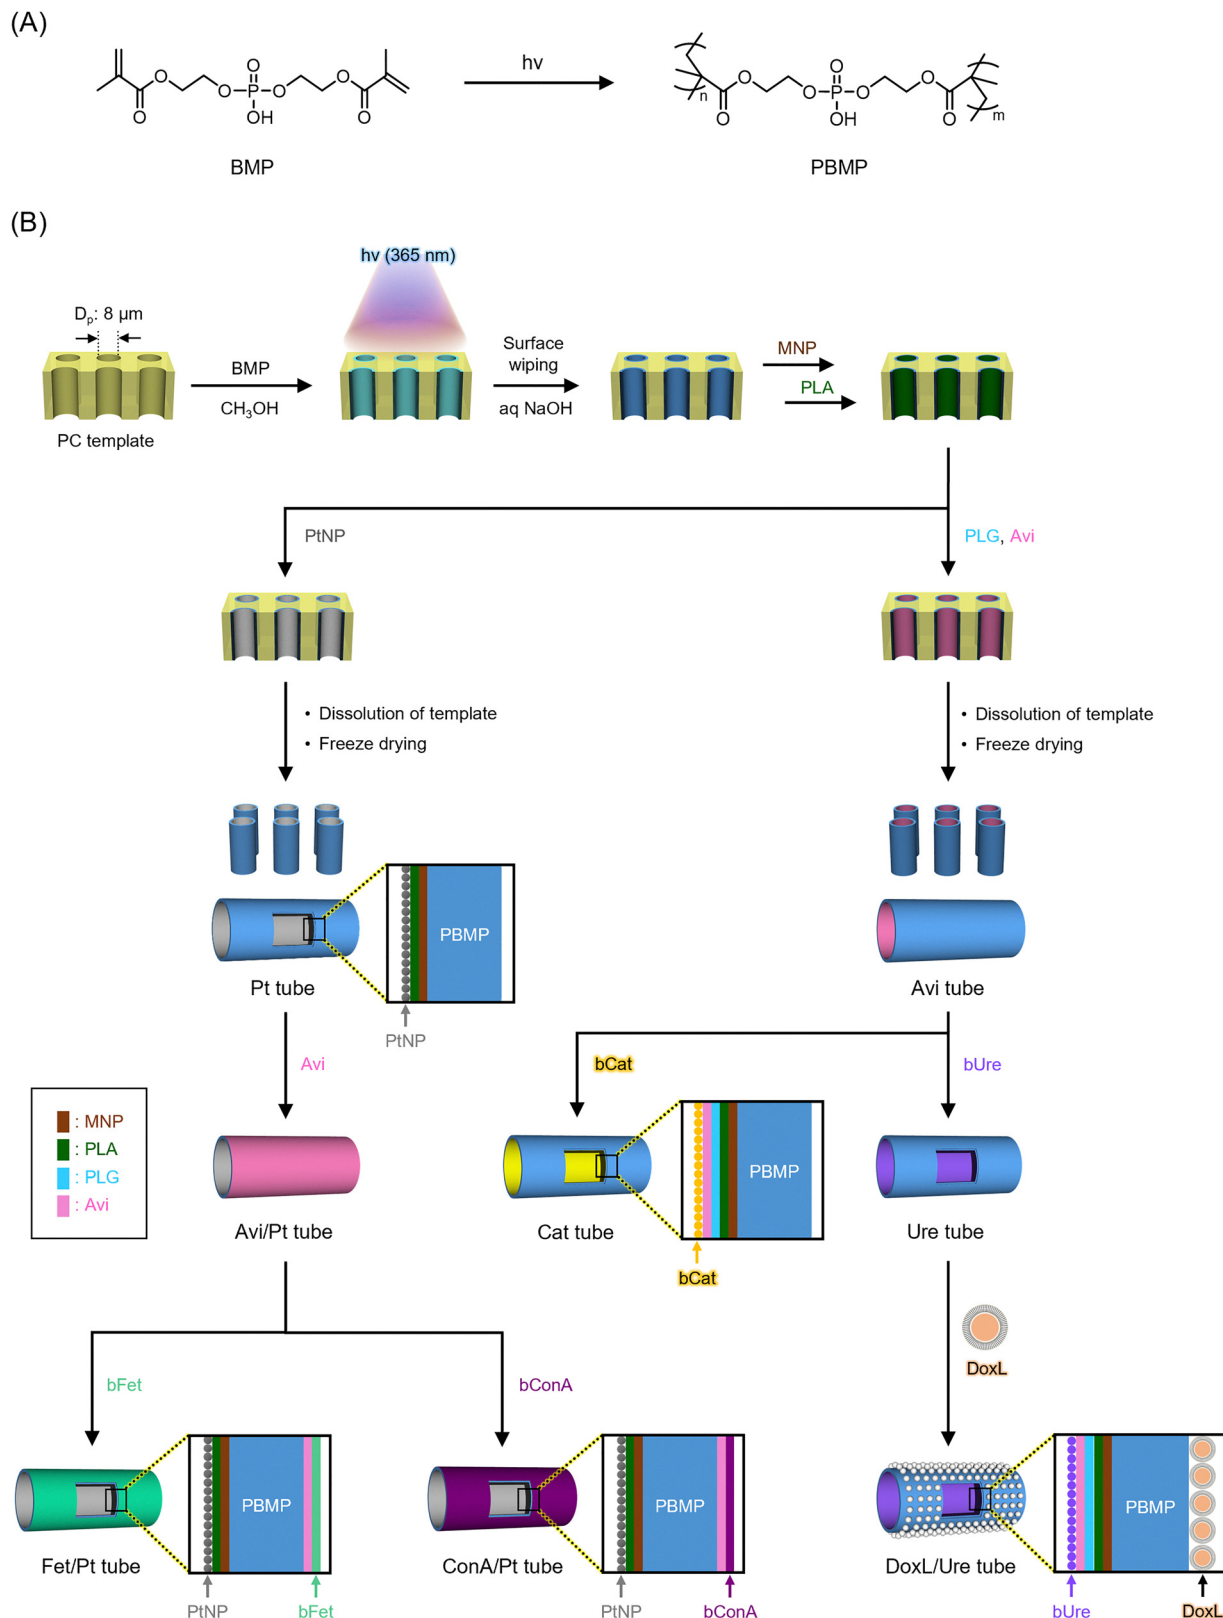 (A)
O
O
O
P
O
O
O
O
OH
BMP
hν
n
O
O
O
P
O
O
O
O
OH
m
PBMP
(B)
hν (365 nm)
Dp: 8 µm
PC template
BMP
CH3OH
Surface
wiping
aq NaOH
MNP
PLA
PtNP
PLG, Avi
• Dissolution of template
• Freeze drying
• Dissolution of template
• Freeze drying
PBMP
PtNP
Pt tube
Avi tube
Avi
bCat
bUre
: MNP
: PLA
: PLG
: Avi
Avi/Pt tube
PBMP
bCat
Cat tube
Ure tube
DoxL
bFet
bConA
PBMP
PtNP
bFet
Fet/Pt tube
PBMP
PtNP
bConA
ConA/Pt tube
PBMP
bUre
DoxL
DoxL/Ure tube